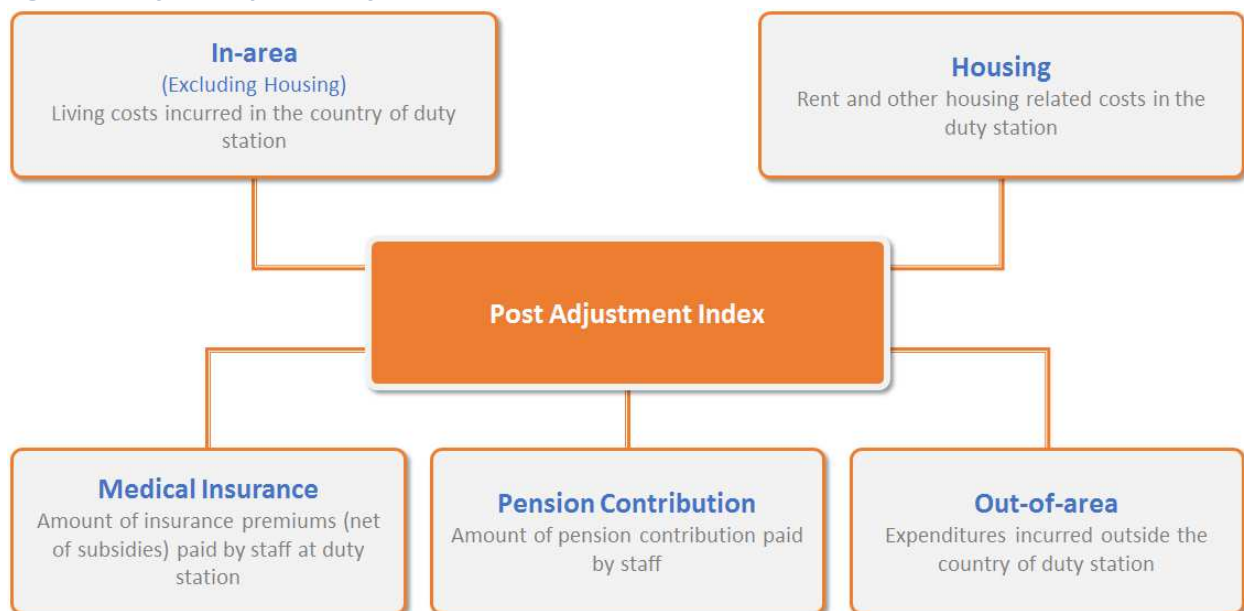 In-area
(Excluding Housing)
Living costs incurred in the country of duty
station
Housing
Rent and other housing related costs in the
duty station
Post Adjustment Index
Medical Insurance
Amount of insurance premiums (net
of subsidies) paid by staff at duty
station
Pension Contribution
Amount of pension contribution paid
by staff
Out-of-area
Expenditures incurred outside the
country of duty station